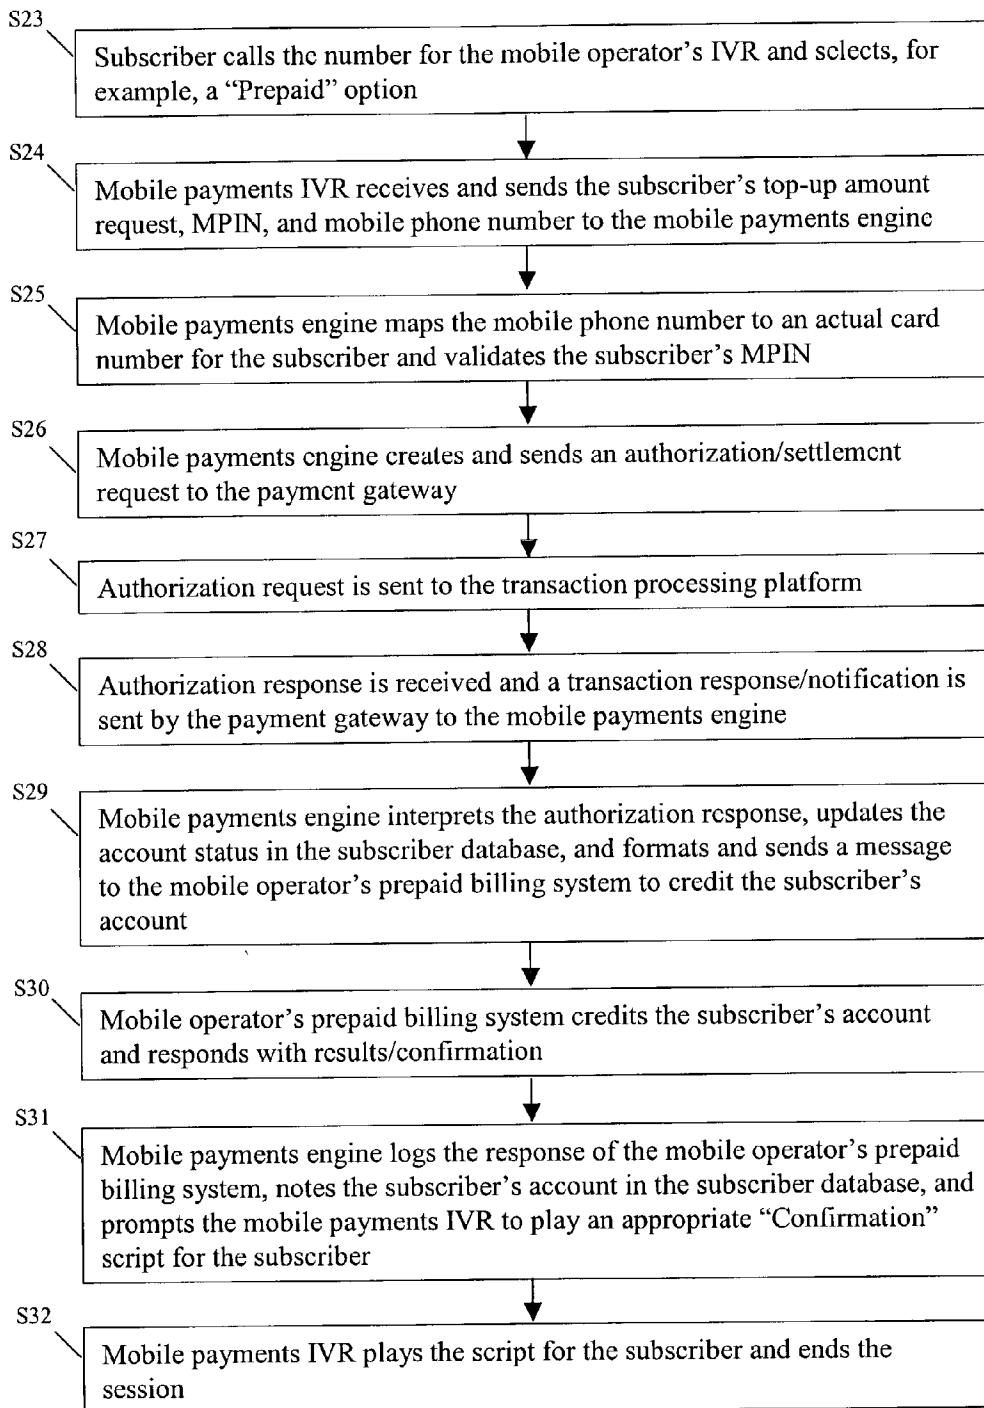 S23
Subscriber calls the number for the mobile operator's IVR and selects, for
example, a “Prepaid” option
S24
Mobile payments IVR receives and sends the subscriber's top-up amount
request, MPIN, and mobile phone number to the mobile payments engine
S25
Mobile payments engine maps the mobile phone number to an actual card
number for the subscriber and validates the subscriber's MPIN
S26
Mobile payments engine creates and sends an authorization/settlement
request to the payment gateway
S27
Authorization request is sent to the transaction processing platform
S28
Authorization response is received and a transaction response/notification is
sent by the payment gateway to the mobile payments engine
S29
Mobile payments engine interprets the authorization response, updates the
account status in the subscriber database, and formats and sends a message
to the mobile operator's prepaid billing system to credit the subscriber's
account
S30
Mobile operator's prepaid billing system credits the subscriber's account
and responds with results/confirmation
S31
Mobile payments engine logs the response of the mobile operator's prepaid
billing system, notes the subscriber's account in the subscriber database, and
prompts the mobile payments IVR to play an appropriate “Confirmation”
script for the subscriber
S32
Mobile payments IVR plays the script for the subscriber and ends the
session